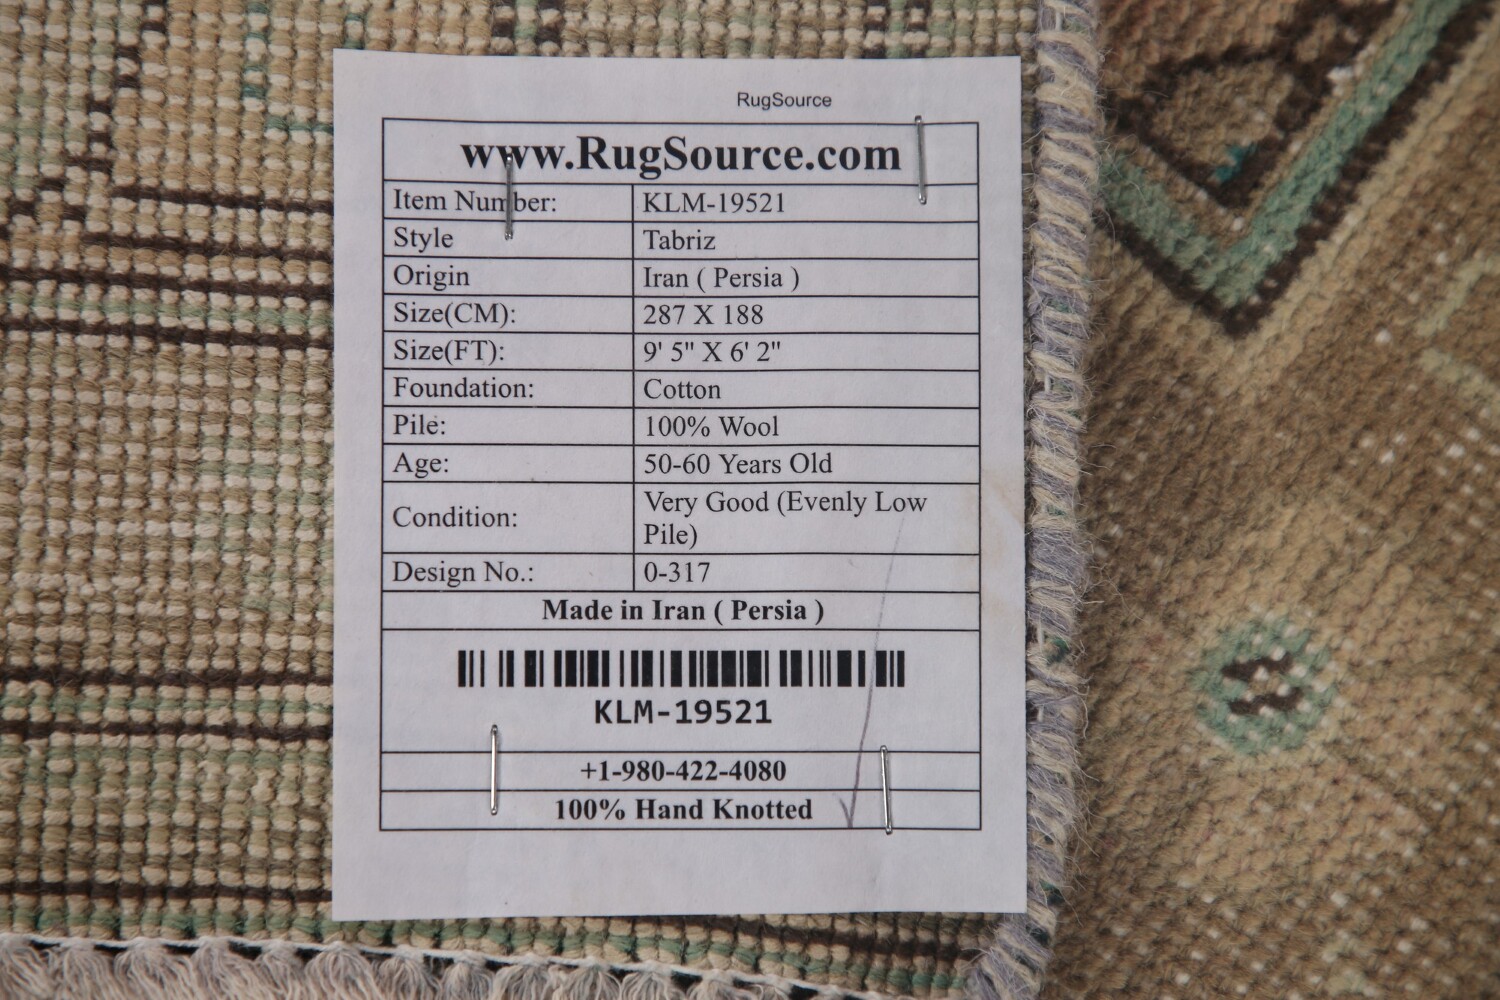 RugSource
www.RugSource.com
Item Number: KLM-19521
Style Tabriz
Origin Iran ( Persia )
Size(CM): 287 X 188
Size(FT): 9' 5" X 6' 2"
Foundation: Cotton
Pile: 100% Wool
Age: 50-60 Years Old
Condition: Very Good (Evenly Low
Pile)
Design No.: 0-317
Made in Iran ( Persia )
KLM-19521
+1-980-422-4080
100% Hand Knotted